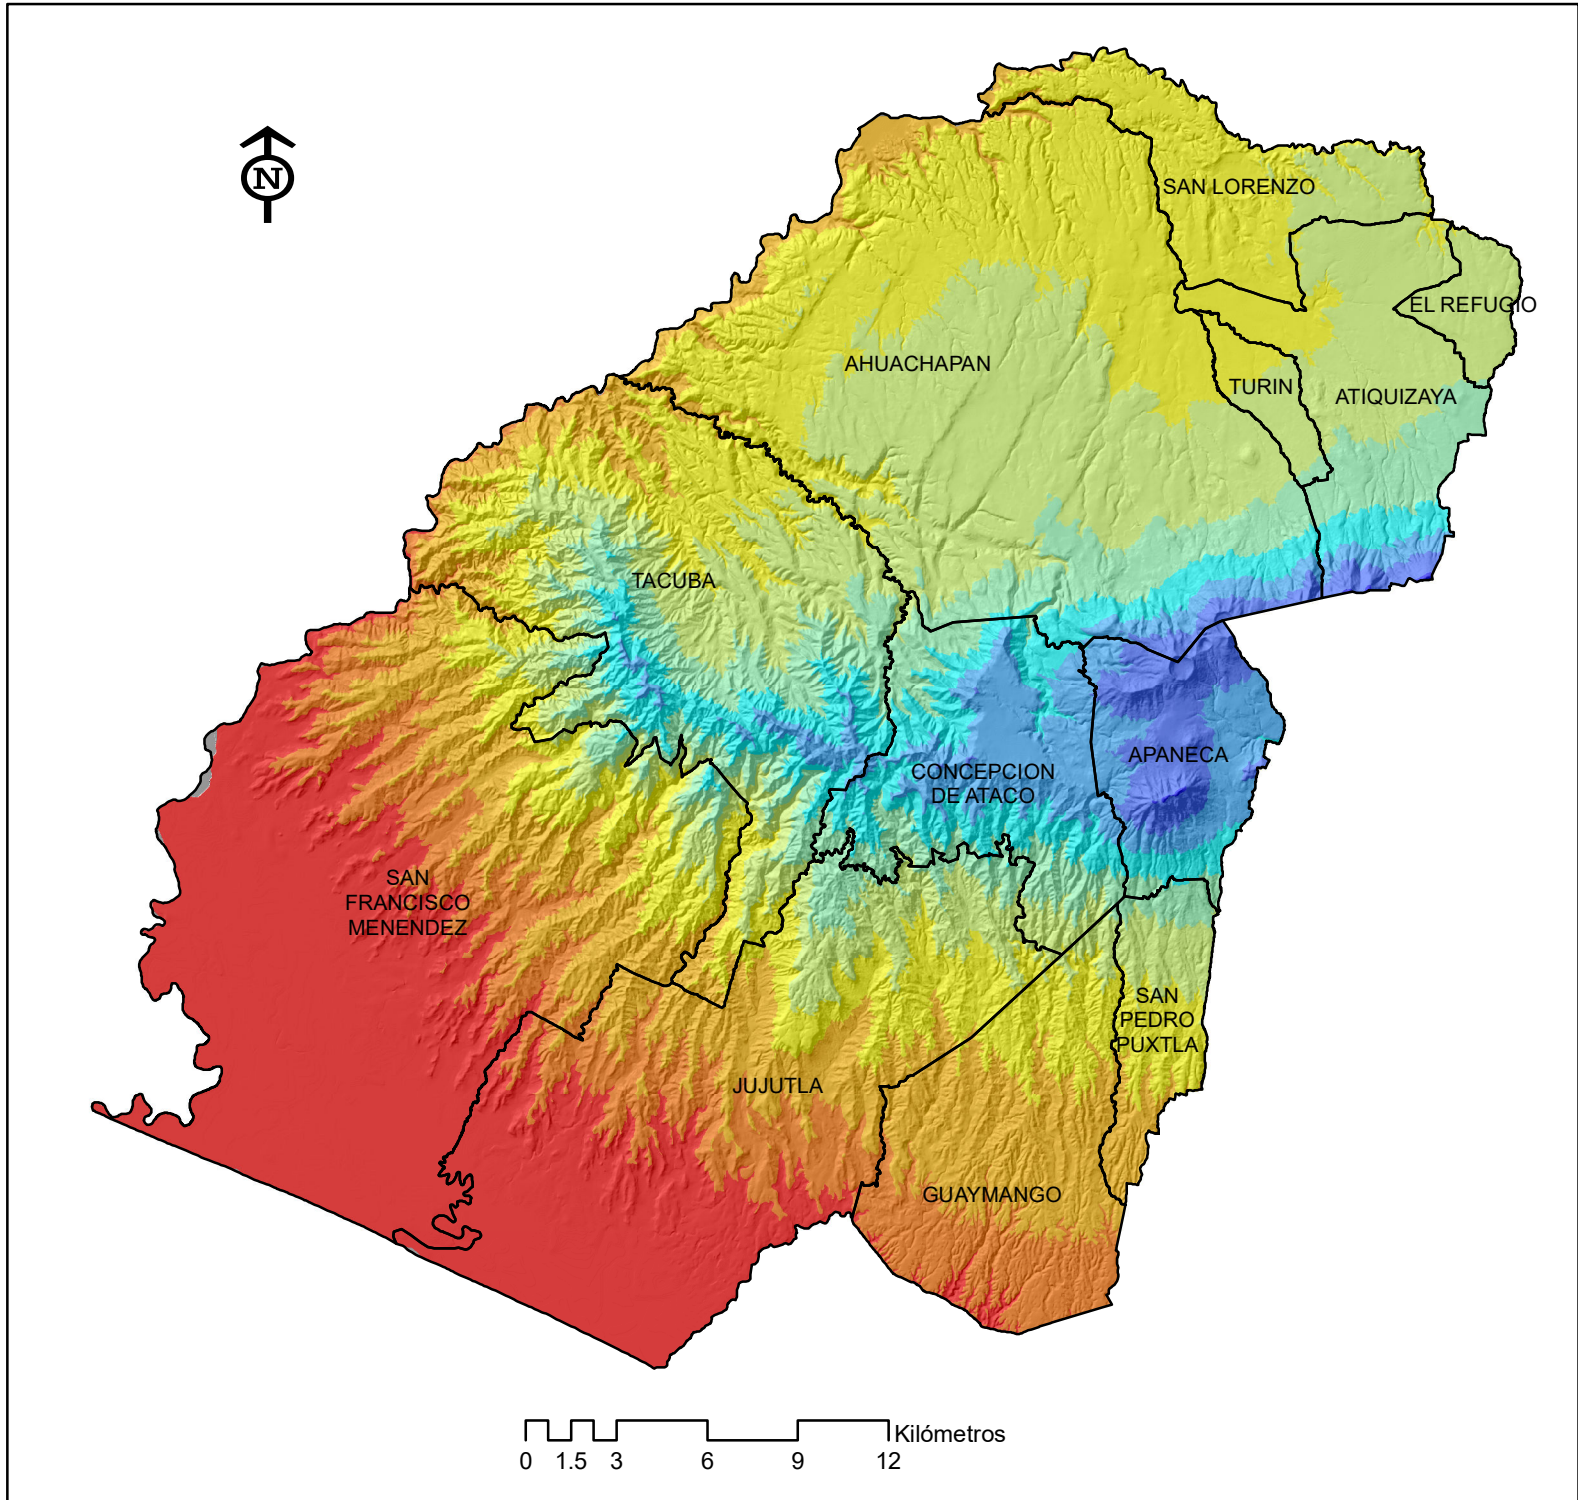 N
SAN LORENZO
EL REFUGIO
AHUACHAPAN
TURIN
ATIQUIZAYA
TACUBA
APANECA
CONCEPCION
DE ATACO
SAN
FRANCISCO
MENENDEZ
SAN
PEDRO
PUXTLA
JUJUTLA
GUAYMANGO
Kilómetros
0 1.5 3 6 9 12